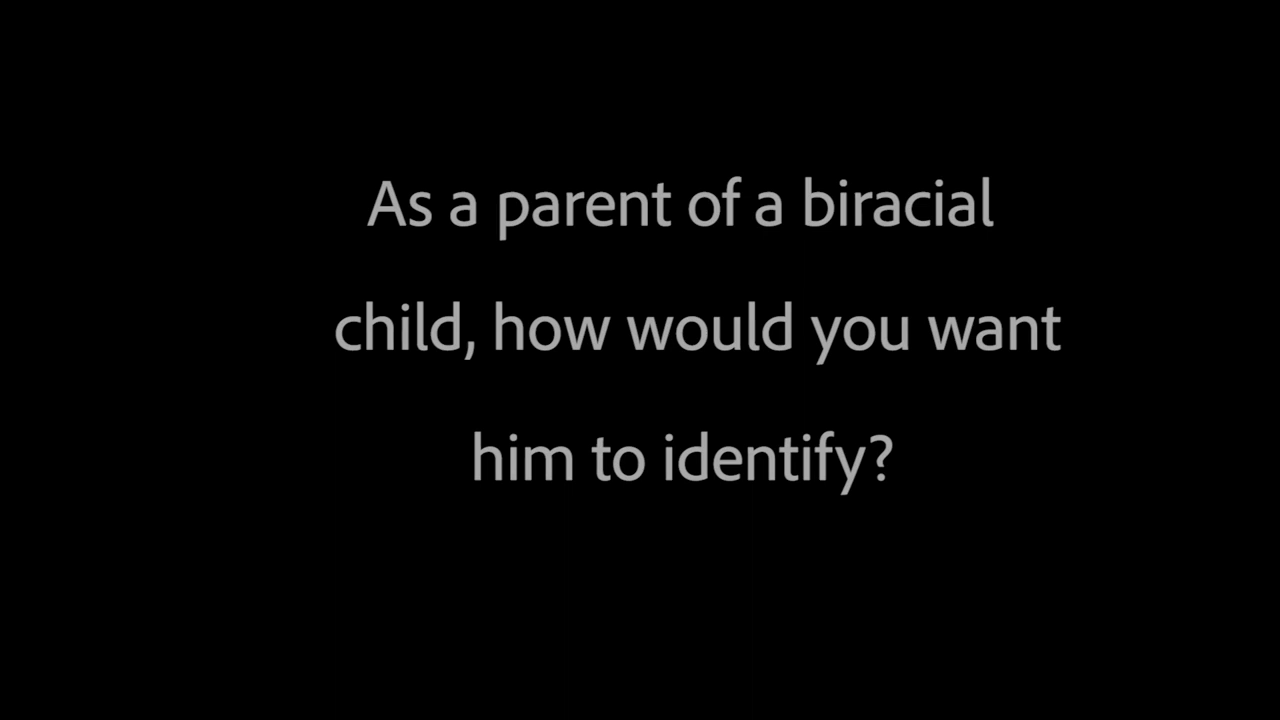 As a parent of a biracial
child, how would you want
him to identify?